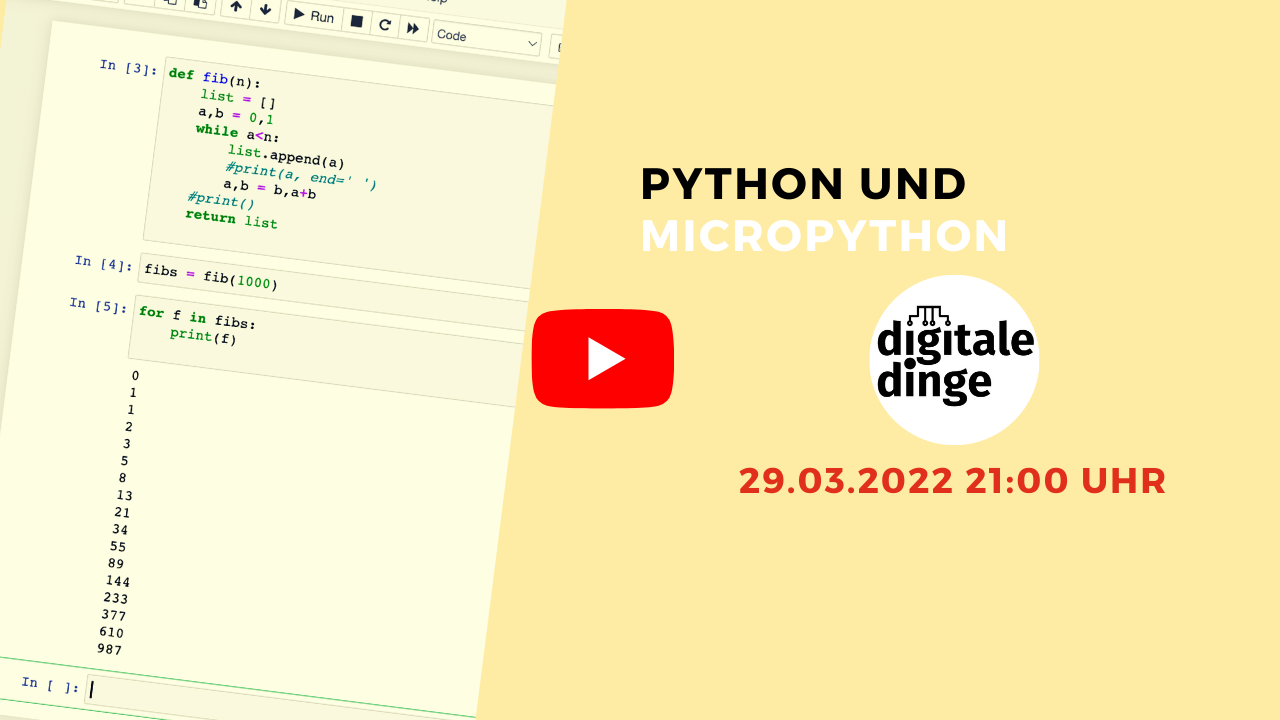 Run
Code
In [3]:
def fib(n):
    list = []
    a,b = 0,1
    while a<n:
        list.append(a)
        #print(a, end=' ')
        a,b = b,a+b
    #print()
    return list
In [4]:
fibs = fib(1000)
In [5]:
for f in fibs:
    print(f)
0
1
1
2
3
5
8
13
21
34
55
89
144
233
377
610
987
In [ ]:
PYTHON UND
MICROPYTHON
digitale
dinge
29.03.2022 21:00 UHR